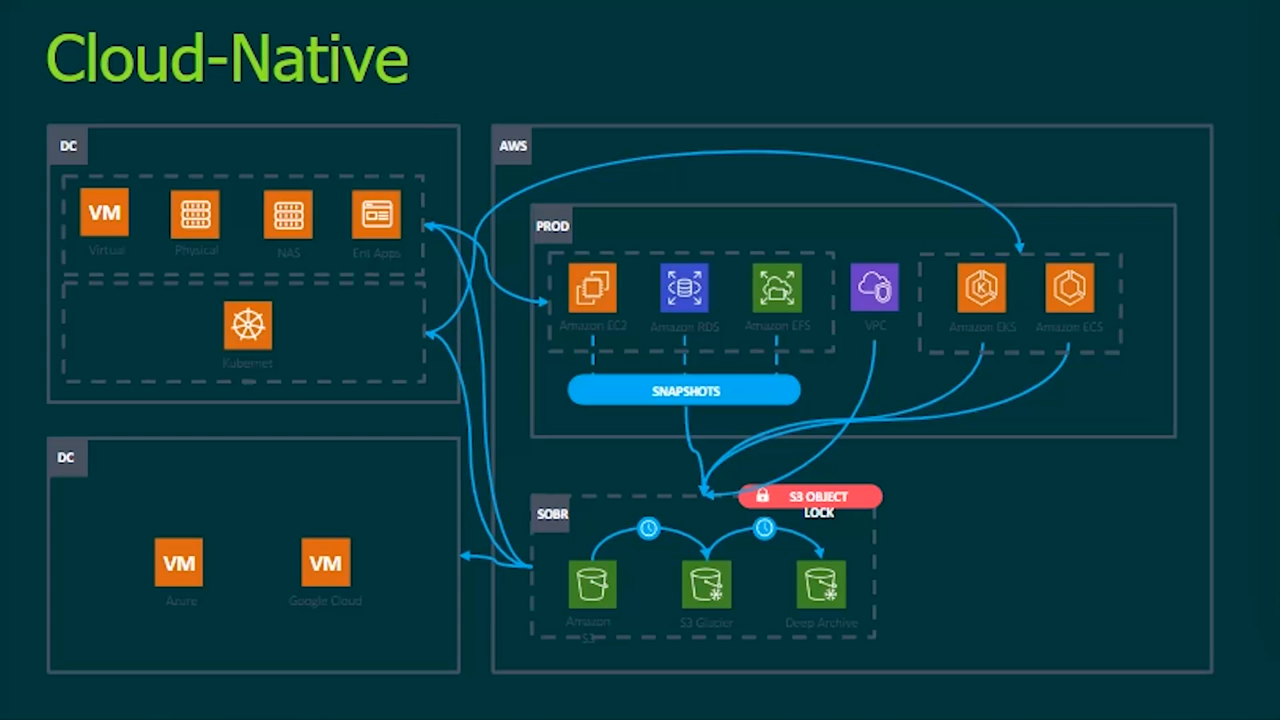 Cloud-Native
DC
VM
Virtual
Physical
NAS
Ent Apps
Kubernet
es
DC
VM
Azure
VM
Google Cloud
AWS
PROD
Amazon EC2
Amazon RDS
Amazon EFS
VPC
K
Amazon EKS
Amazon ECS
SNAPSHOTS
SOBR
S3 OBJECT
LOCK
Amazon
S3
S3 Glacier
Deep Archive